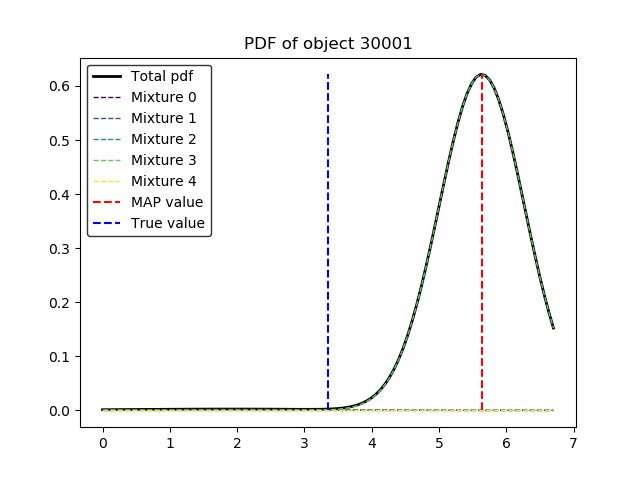 PDF of object 30001
Total pdf
Mixture 0
Mixture 1
Mixture 2
Mixture 3
Mixture 4
MAP value
True value
0.6
0.5
0.4
0.3
0.2
0.1
0.0
0 1 2 3 4 5 6 7